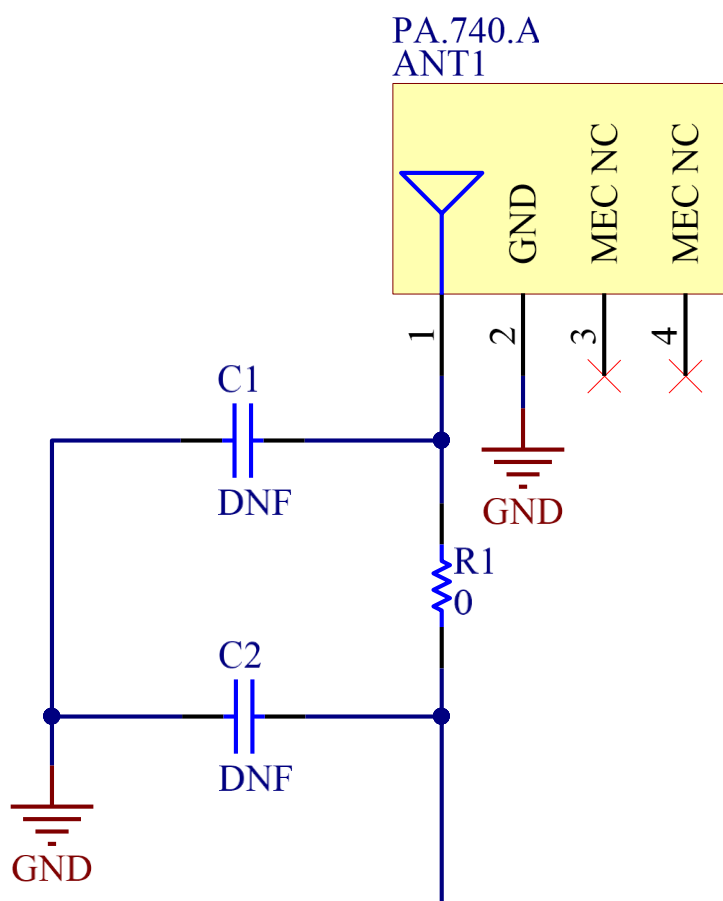 PA.740.A
ANT1
GND
MEC NC
MEC NC
1
2
3
4
C1
DNF
GND
R1
0
C2
DNF
GND